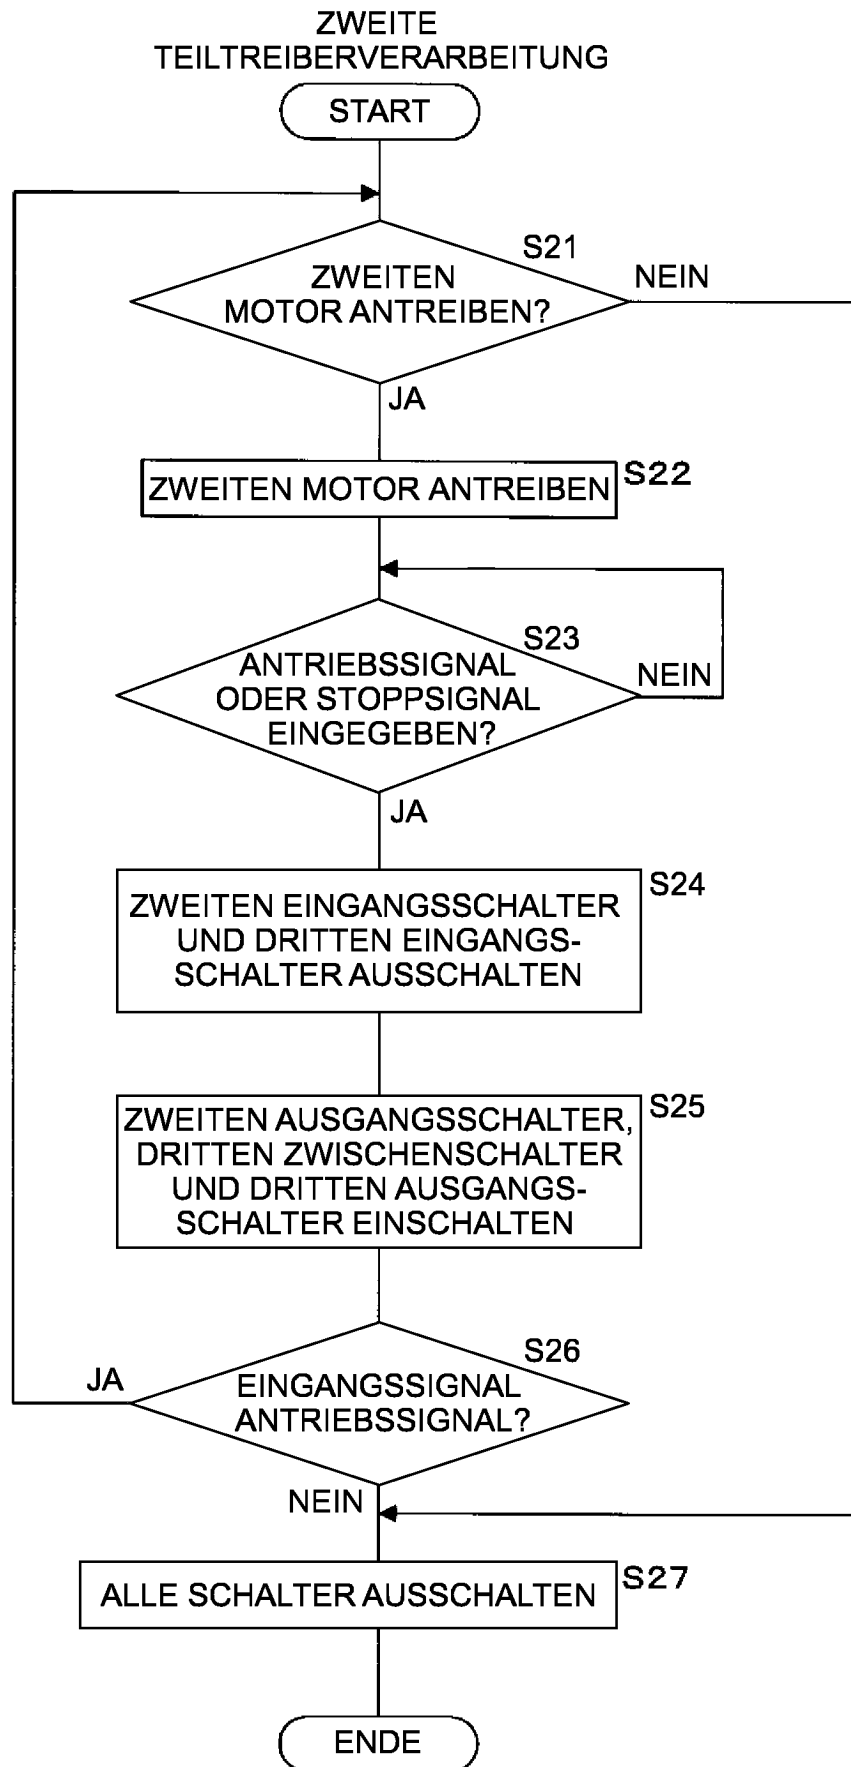 ZWEITE
TEILTREIBERVERARBEITUNG
START
S21
ZWEITEN
MOTOR ANTREIBEN?
NEIN
JA
ZWEITEN MOTOR ANTREIBEN
S22
S23
ANTRIEBSSIGNAL
ODER STOPPSIGNAL
EINGEGEBEN?
NEIN
JA
S24
ZWEITEN EINGANGSSCHALTER
UND DRITTEN EINGANGS-
SCHALTER AUSSCHALTEN
S25
ZWEITEN AUSGANGSSCHALTER,
DRITTEN ZWISCHENSCHALTER
UND DRITTEN AUSGANGS-
SCHALTER EINSCHALTEN
S26
JA
EINGANGSSIGNAL
ANTRIEBSSIGNAL?
NEIN
ALLE SCHALTER AUSSCHALTEN
S27
ENDE